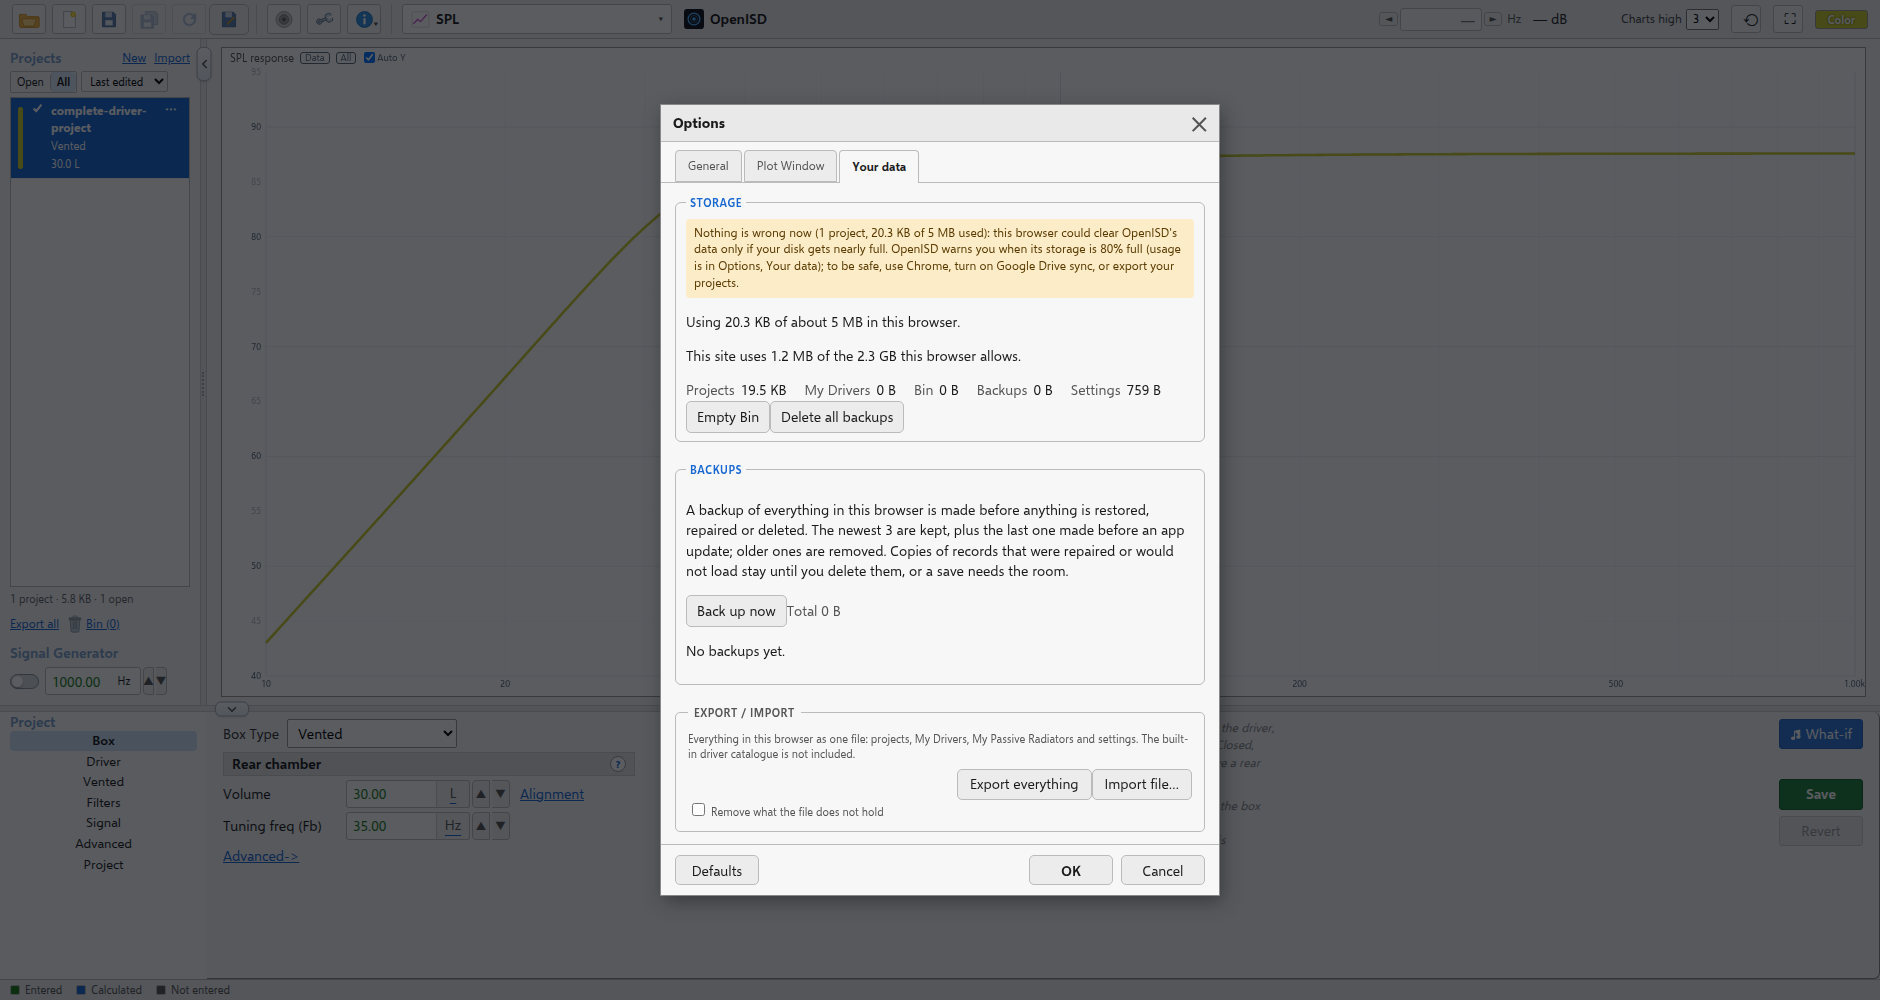 SPL
OpenISD
—
Hz
— dB
Charts high
3
Color
Projects
New
Import
Open
All
Last edited
complete-driver-
project
...
Vented
30.0 L
1 project · 5.8 KB · 1 open
Export all
Bin (0)
Signal Generator
1000.00
Hz
SPL response
Data
All
Auto Y
95
90
85
80
75
70
65
60
55
50
45
40
10
20
200
500
1.00k
Options
General
Plot Window
Your data
STORAGE
Nothing is wrong now (1 project, 20.3 KB of 5 MB used): this browser could clear OpenISD's
data only if your disk gets nearly full. OpenISD warns you when its storage is 80% full (usage
is in Options, Your data); to be safe, use Chrome, turn on Google Drive sync, or export your
projects.
Using 20.3 KB of about 5 MB in this browser.
This site uses 1.2 MB of the 2.3 GB this browser allows.
Projects 19.5 KB My Drivers 0 B Bin 0 B Backups 0 B Settings 759 B
Empty Bin
Delete all backups
BACKUPS
A backup of everything in this browser is made before anything is restored,
repaired or deleted. The newest 3 are kept, plus the last one made before an app
update; older ones are removed. Copies of records that were repaired or would
not load stay until you delete them, or a save needs the room.
Back up now
Total 0 B
No backups yet.
EXPORT / IMPORT
Everything in this browser as one file: projects, My Drivers, My Passive Radiators and settings. The built-
in driver catalogue is not included.
Export everything
Import file...
Remove what the file does not hold
Defaults
OK
Cancel
Project
Box
Driver
Vented
Filters
Signal
Advanced
Project
Box Type
Vented
Rear chamber
?
Volume
30.00
L
Alignment
Tuning freq (Fb)
35.00
Hz
Advanced->
the driver,
Closed,
e a rear
the box
s
What-if
Save
Revert
Entered
Calculated
Not entered